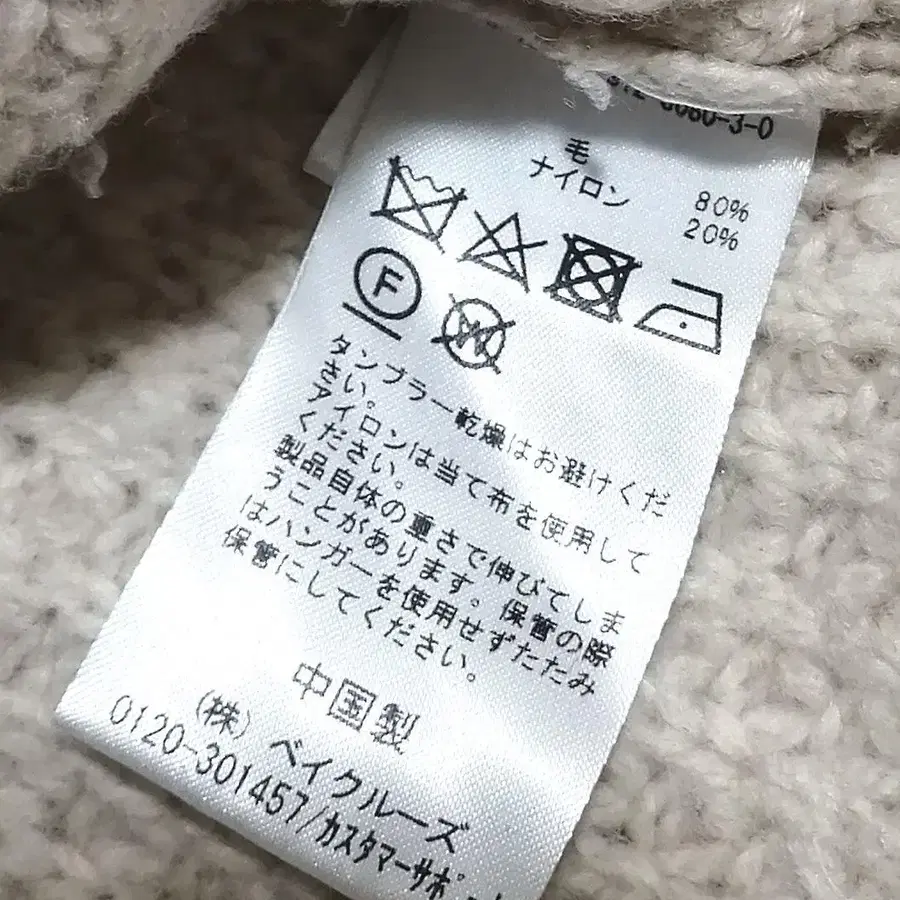 毛 80%
ナイロン 20%
F
W
タンブラー乾燥はお避けくだ
さい。
アイロンは当て布を使用して
ください。
製品自体の重さで伸びてしま
うことがあります。保管の際
はハンガーを使用せずたたみ
保管にしてください。
中国製
(株) ベイクルーズ
0120-301457/カスタマーサポ